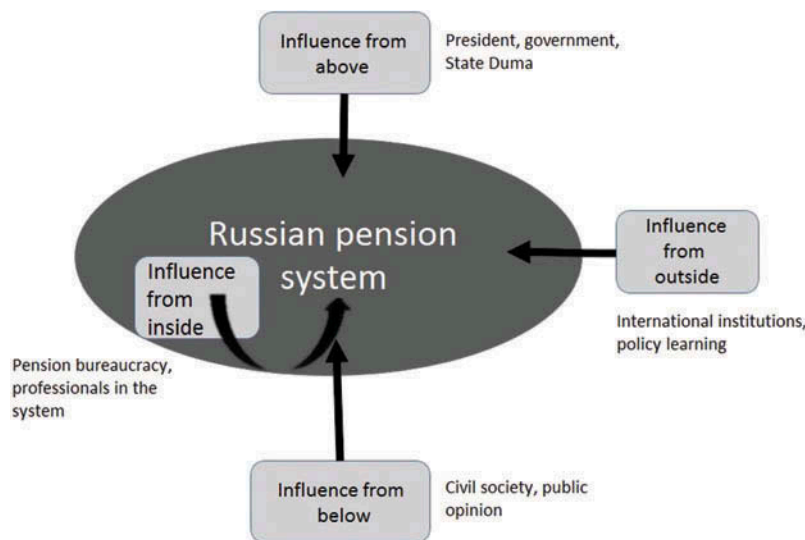 Influence from
above
President, government,
State Duma
Russian pension
system
Influence
from
inside
Influence
from
outside
International institutions,
policy learning
Pension bureaucracy,
professionals in the
system
Influence from
below
Civil society, public
opinion